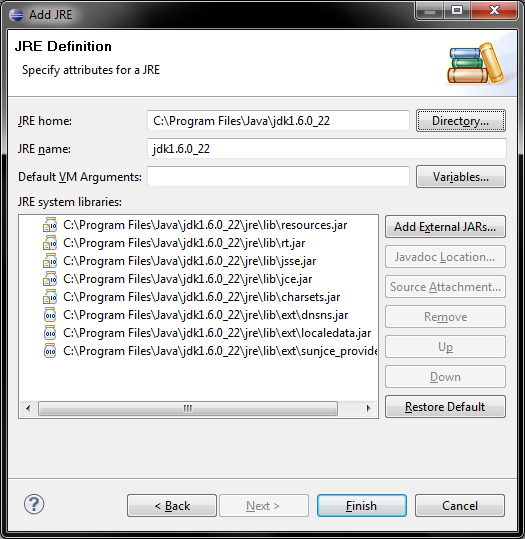 Add JRE
JRE Definition
Specify attributes for a JRE
JRE home: C:\Program Files\Java\jdk1.6.0_22 Directory...
JRE name: jdk1.6.0_22
Default VM Arguments: Variables...
JRE system libraries:
C:\Program Files\Java\jdk1.6.0_22\jre\lib\resources.jar
C:\Program Files\Java\jdk1.6.0_22\jre\lib\rt.jar
C:\Program Files\Java\jdk1.6.0_22\jre\lib\jsse.jar
C:\Program Files\Java\jdk1.6.0_22\jre\lib\jce.jar
C:\Program Files\Java\jdk1.6.0_22\jre\lib\charsets.jar
C:\Program Files\Java\jdk1.6.0_22\jre\lib\ext\dnsns.jar
C:\Program Files\Java\jdk1.6.0_22\jre\lib\ext\localedata.jar
C:\Program Files\Java\jdk1.6.0_22\jre\lib\ext\sunjce_provide
Add External JARs...
Javadoc Location...
Source Attachment...
Remove
Up
Down
Restore Default
? < Back Next > Finish Cancel